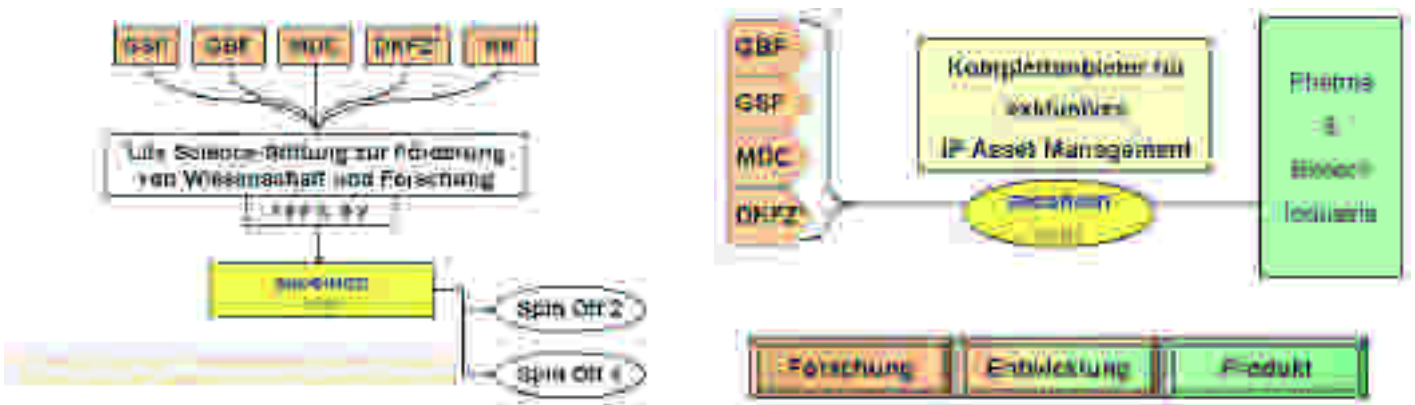 GSF GBF MDC DKFZ
Life Science-Stiftung zur Förderung
von Wissenschaft und Forschung
Spin Off 2
Spin Off 4
GBF
GSF
MDC
DKFZ
Komplettanbieter für
exklusives
IP Asset Management
Pharma
&
Biotech
Industrie
Forschung Entwicklung Produkt